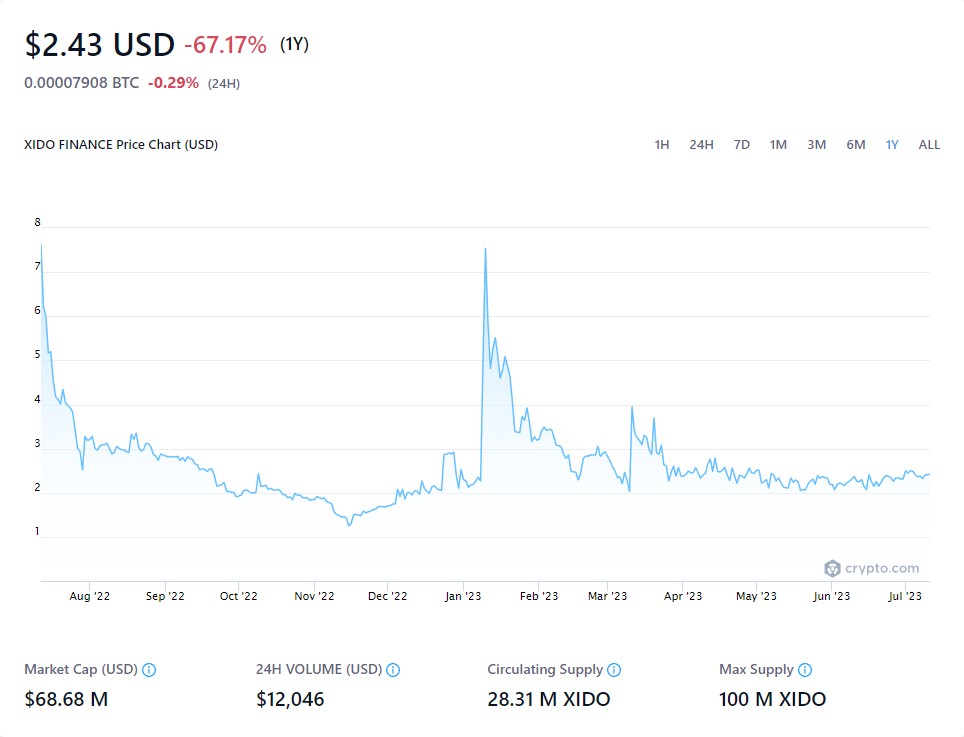 $2.43 USD -67.17% (1Y)
0.00007908 BTC -0.29% (24H)
XIDO FINANCE Price Chart (USD) 1H 24H 7D 1M 3M 6M 1Y ALL
8
7
6
5
4
3
2
1
crypto.com
Aug '22 Sep '22 Oct '22 Nov '22 Dec '22 Jan '23 Feb '23 Mar '23 Apr '23 May '23 Jun '23 Jul '23
Market Cap (USD) 24H VOLUME (USD) Circulating Supply Max Supply
$68.68 M $12,046 28.31 M XIDO 100 M XIDO